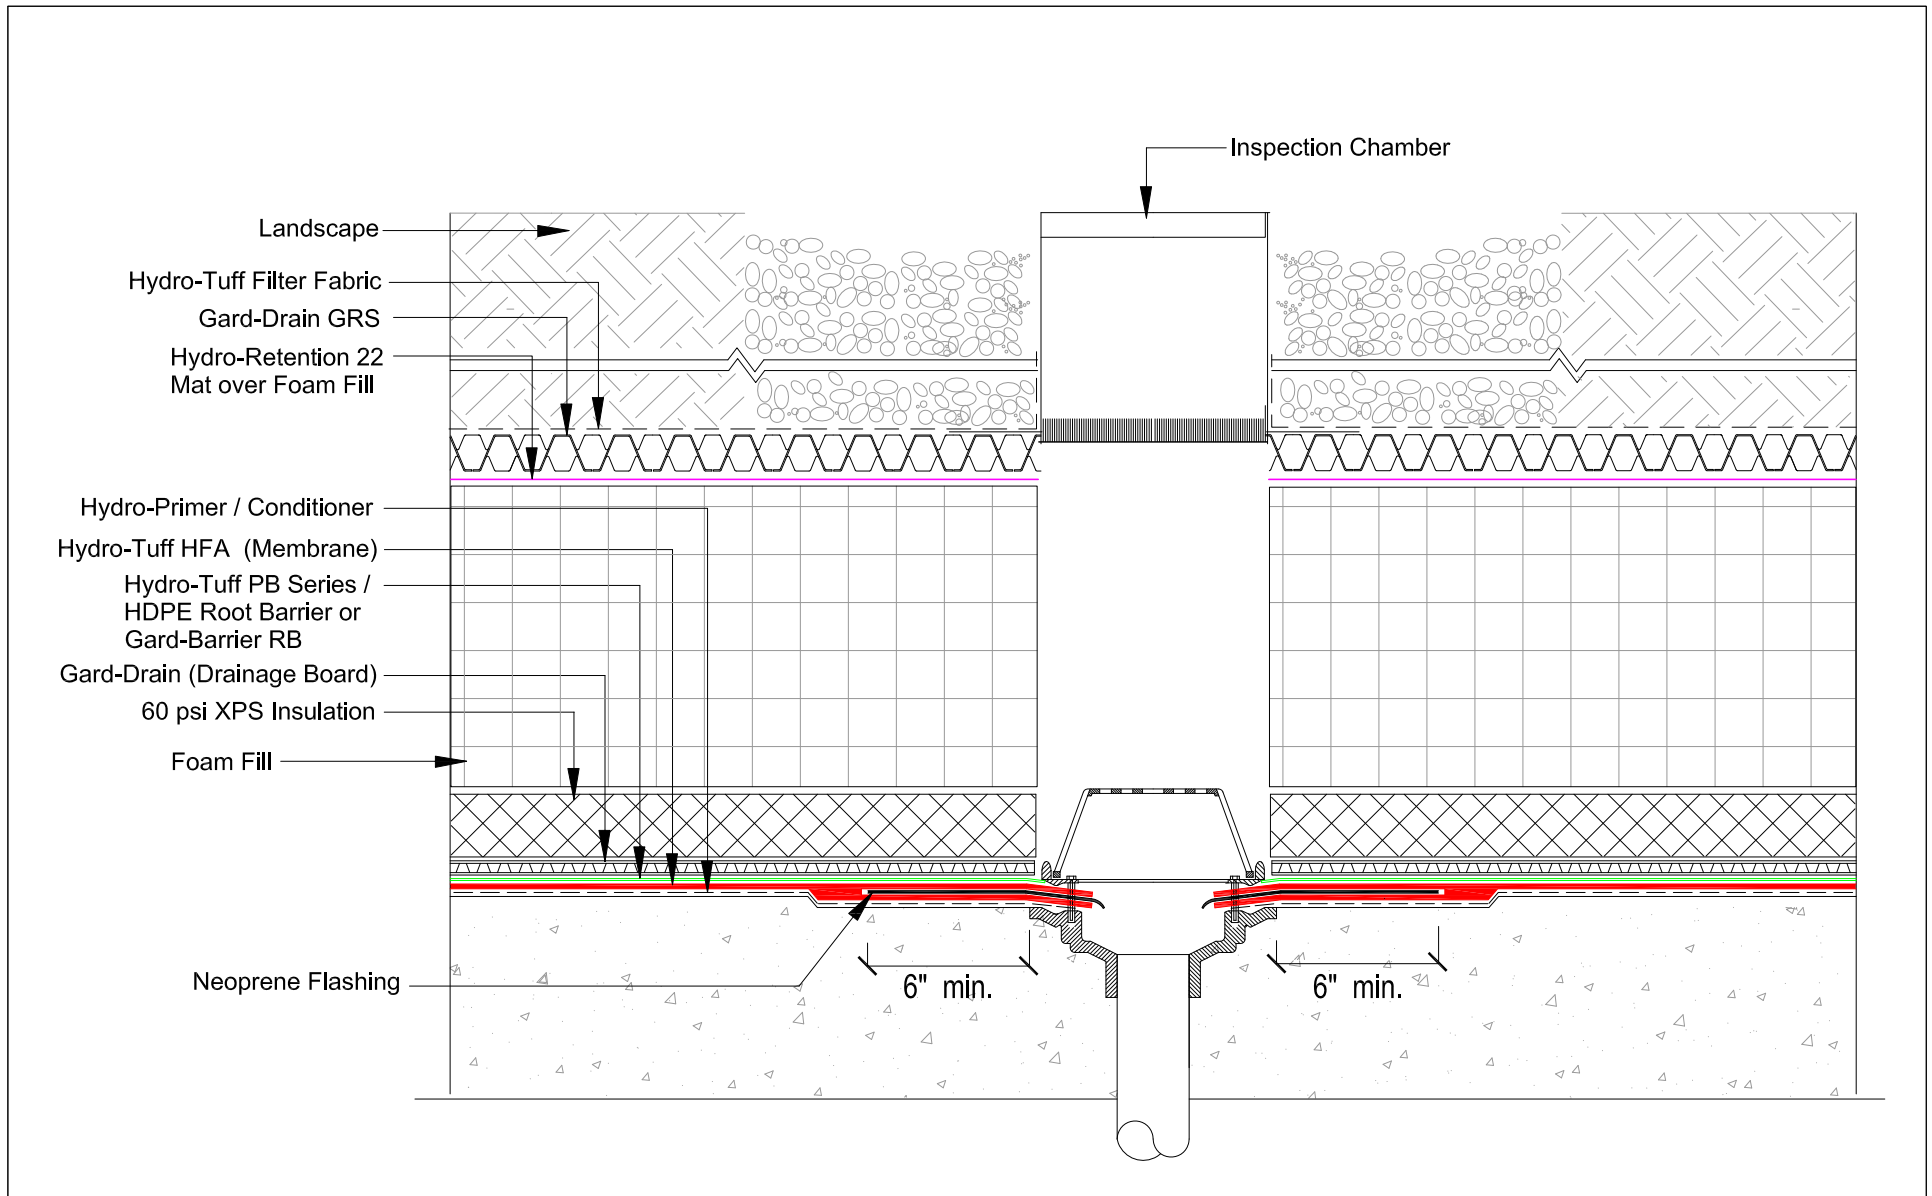 Inspection Chamber
Landscape
Hydro-Tuff Filter Fabric
Gard-Drain GRS
Hydro-Retention 22
Mat over Foam Fill
Hydro-Primer / Conditioner
Hydro-Tuff HFA (Membrane)
Hydro-Tuff PB Series /
HDPE Root Barrier or
Gard-Barrier RB
Gard-Drain (Drainage Board)
60 psi XPS Insulation
Foam Fill
Neoprene Flashing
6" min.
6" min.